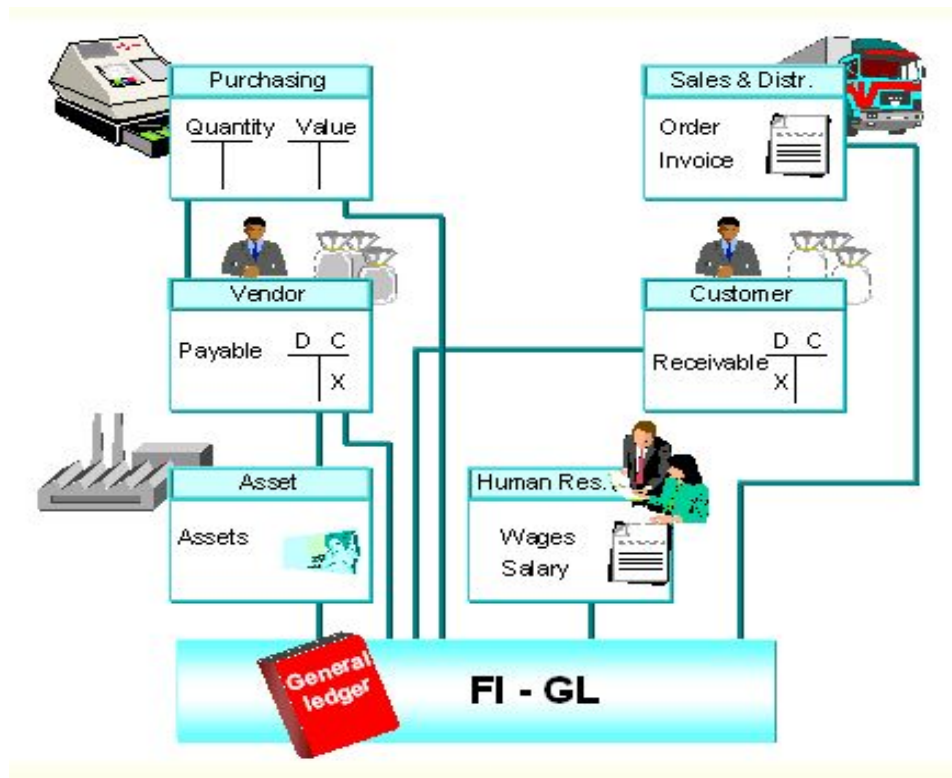 Purchasing
Quantity Value
Sales & Distr.
Order
Invoice
Vendor
Payable D C
X
Customer
Receivable D C
X
Asset
Assets
Human Res.
Wages
Salary
General
ledger
FI - GL